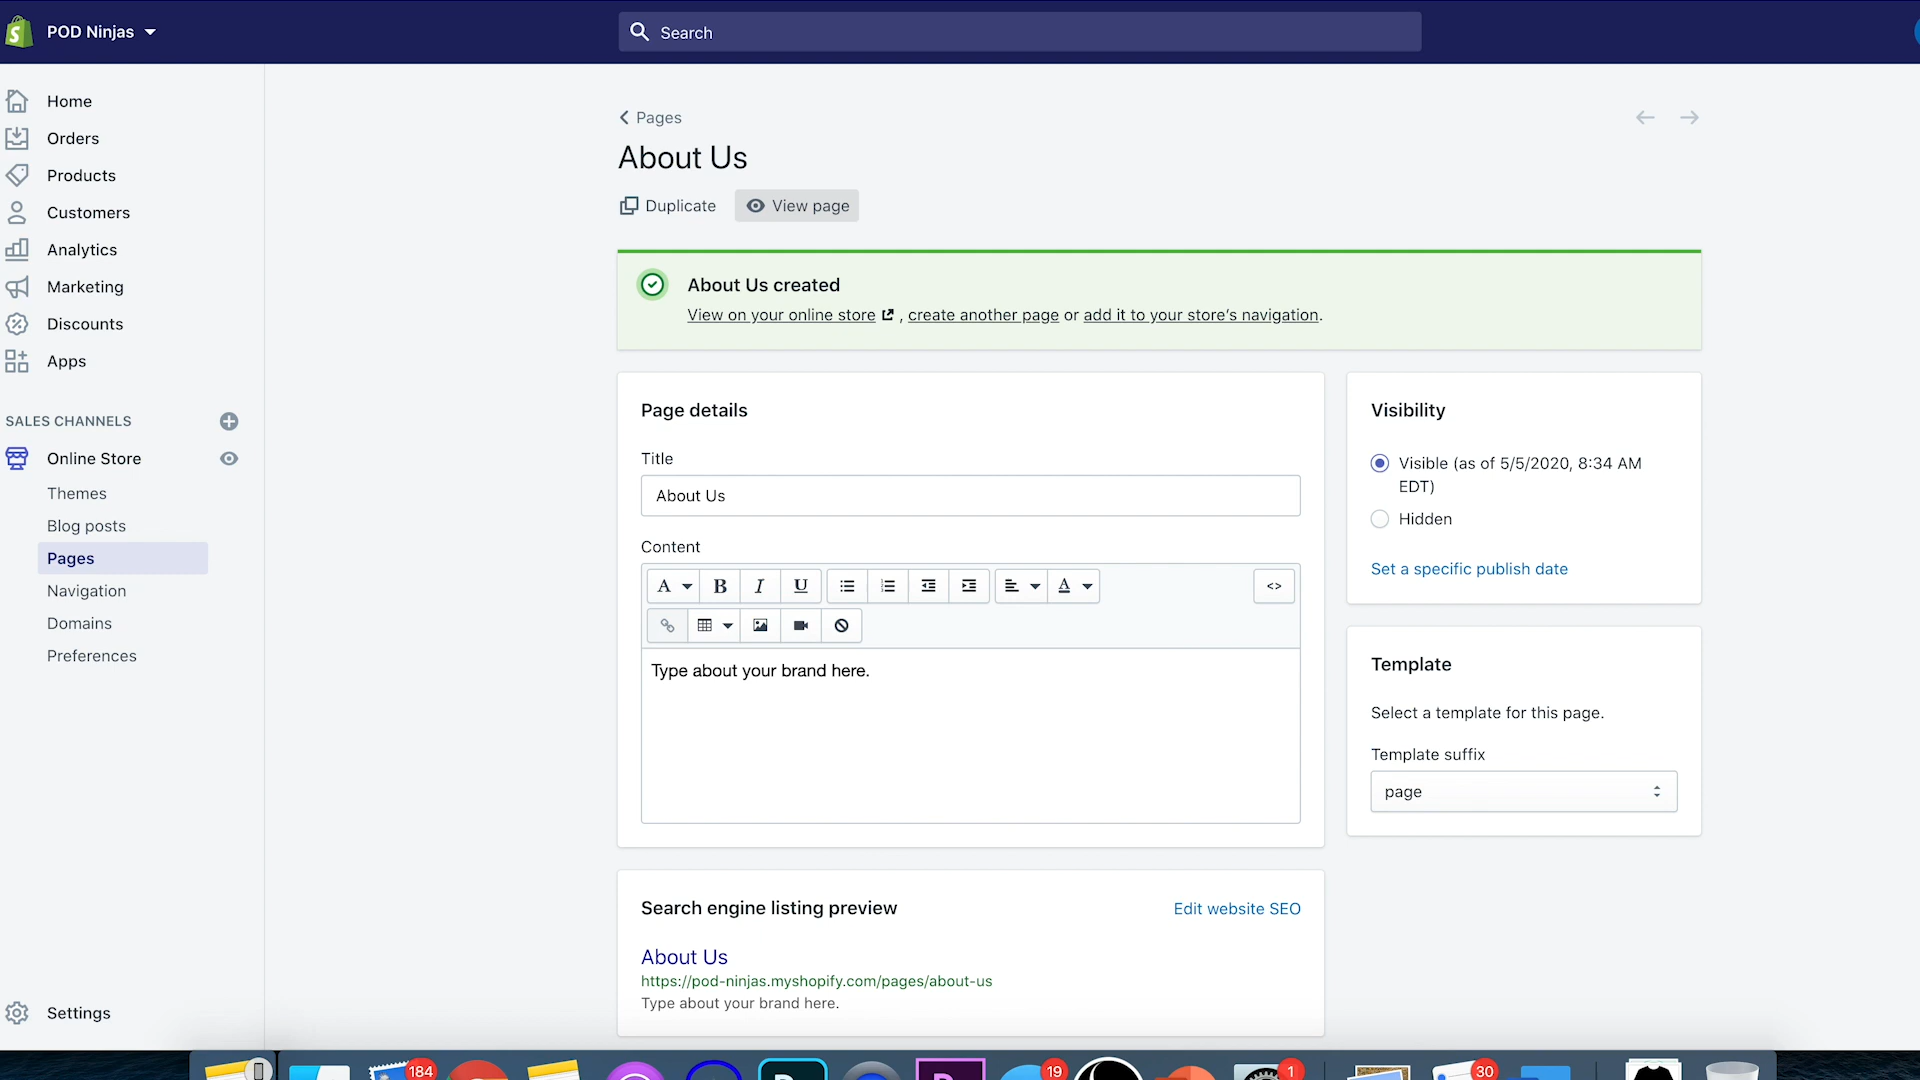 POD Ninjas
Search
Home
Orders
Products
Customers
Analytics
Marketing
Discounts
Apps
SALES CHANNELS
Online Store
Themes
Blog posts
Pages
Navigation
Domains
Preferences
Settings
Pages
About Us
Duplicate
View page
About Us created
View on your online store , create another page or add it to your store’s navigation.
Page details
Title
About Us
Content
A B I U A <>
Type about your brand here.
Search engine listing preview
Edit website SEO
About Us
https://pod-ninjas.myshopify.com/pages/about-us
Type about your brand here.
Visibility
Visible (as of 5/5/2020, 8:34 AM
EDT)
Hidden
Set a specific publish date
Template
Select a template for this page.
Template suffix
page
184
19
1
30